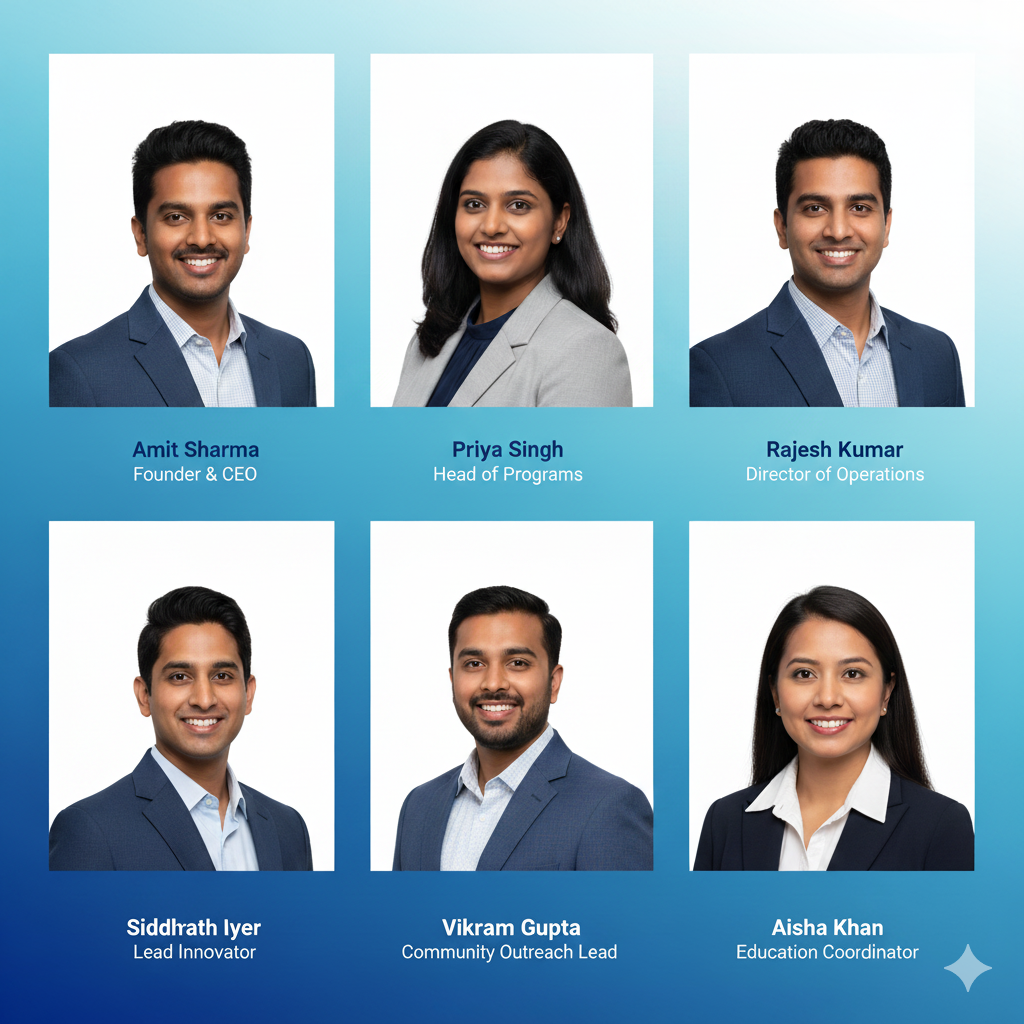 Amit Sharma
Founder & CEO
Priya Singh
Head of Programs
Rajesh Kumar
Director of Operations
Siddhrath Iyer
Lead Innovator
Vikram Gupta
Community Outreach Lead
Aisha Khan
Education Coordinator